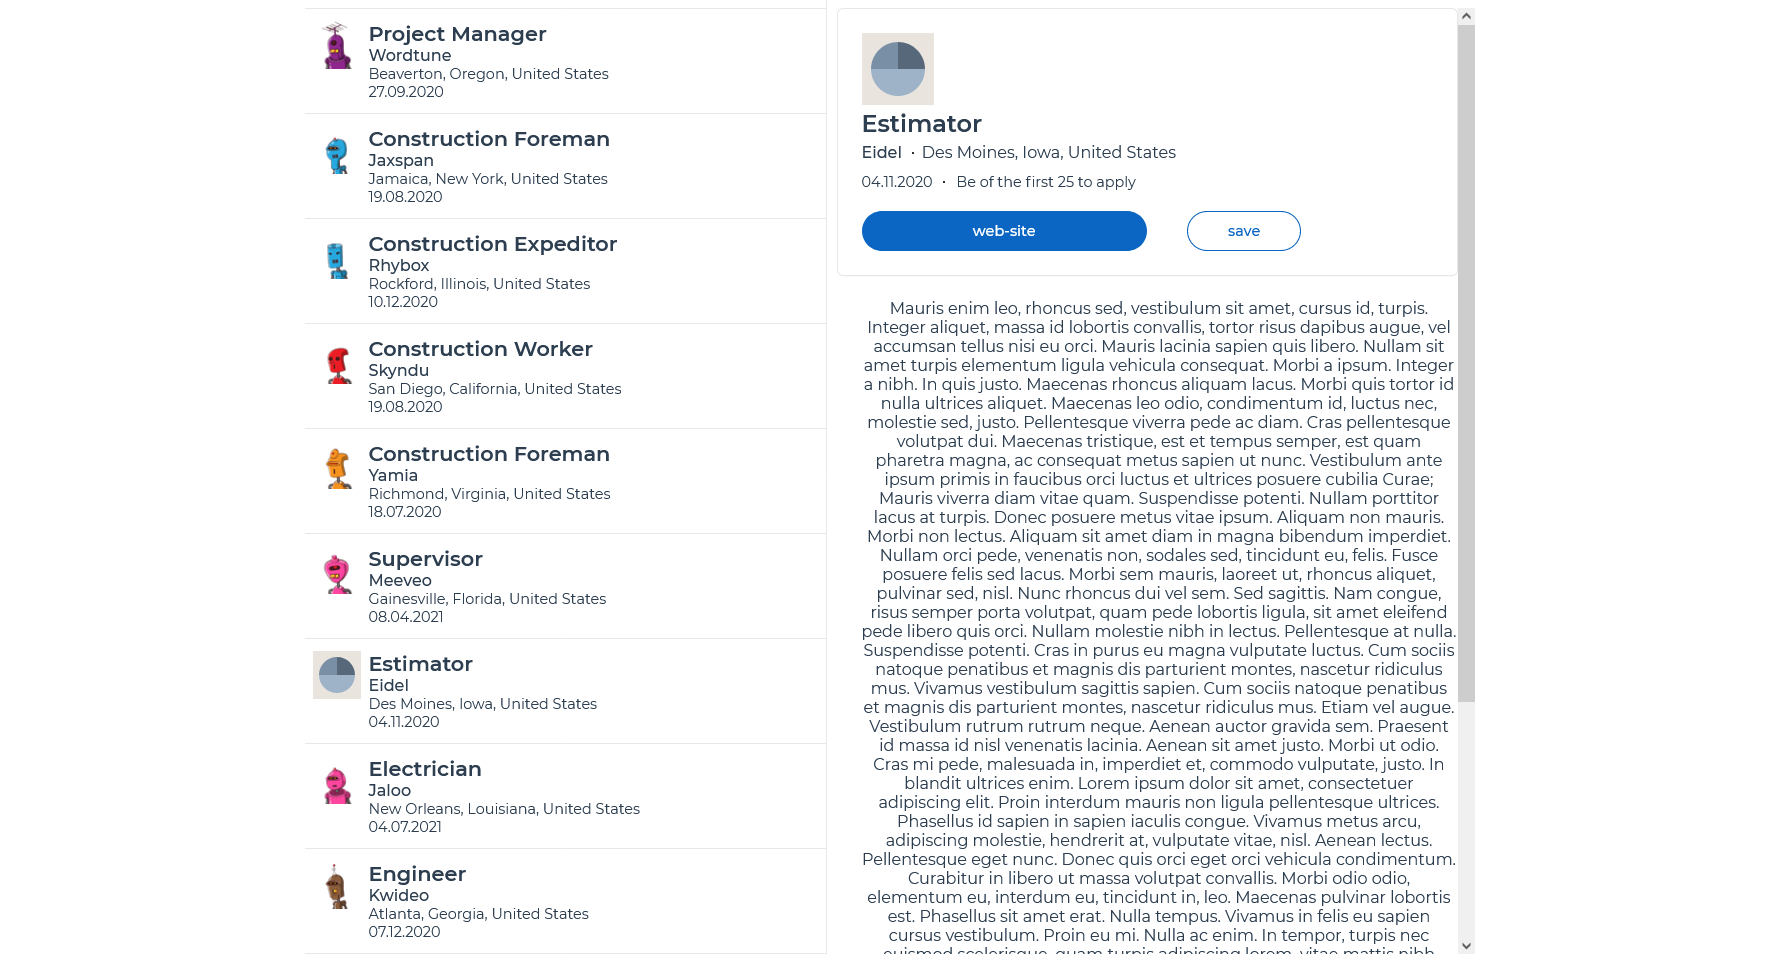 Project Manager
Wordtune
Beaverton, Oregon, United States
27.09.2020
Construction Foreman
Jaxspan
Jamaica, New York, United States
19.08.2020
Construction Expeditor
Rhybox
Rockford, Illinois, United States
10.12.2020
Construction Worker
Skyndu
San Diego, California, United States
19.08.2020
Construction Foreman
Yamia
Richmond, Virginia, United States
18.07.2020
Supervisor
Meeveo
Gainesville, Florida, United States
08.04.2021
Estimator
Eidel
Des Moines, Iowa, United States
04.11.2020
Electrician
Jaloo
New Orleans, Louisiana, United States
04.07.2021
Engineer
Kwideo
Atlanta, Georgia, United States
07.12.2020
Estimator
Eidel · Des Moines, Iowa, United States
04.11.2020 · Be of the first 25 to apply
web-site save
Mauris enim leo, rhoncus sed, vestibulum sit amet, cursus id, turpis.
Integer aliquet, massa id lobortis convallis, tortor risus dapibus augue, vel
accumsan tellus nisi eu orci. Mauris lacinia sapien quis libero. Nullam sit
amet turpis elementum ligula vehicula consequat. Morbi a ipsum. Integer
a nibh. In quis justo. Maecenas rhoncus aliquam lacus. Morbi quis tortor id
nulla ultrices aliquet. Maecenas leo odio, condimentum id, luctus nec,
molestie sed, justo. Pellentesque viverra pede ac diam. Cras pellentesque
volutpat dui. Maecenas tristique, est et tempus semper, est quam
pharetra magna, ac consequat metus sapien ut nunc. Vestibulum ante
ipsum primis in faucibus orci luctus et ultrices posuere cubilia Curae;
Mauris viverra diam vitae quam. Suspendisse potenti. Nullam porttitor
lacus at turpis. Donec posuere metus vitae ipsum. Aliquam non mauris.
Morbi non lectus. Aliquam sit amet diam in magna bibendum imperdiet.
Nullam orci pede, venenatis non, sodales sed, tincidunt eu, felis. Fusce
posuere felis sed lacus. Morbi sem mauris, laoreet ut, rhoncus aliquet,
pulvinar sed, nisl. Nunc rhoncus dui vel sem. Sed sagittis. Nam congue,
risus semper porta volutpat, quam pede lobortis ligula, sit amet eleifend
pede libero quis orci. Nullam molestie nibh in lectus. Pellentesque at nulla.
Suspendisse potenti. Cras in purus eu magna vulputate luctus. Cum sociis
natoque penatibus et magnis dis parturient montes, nascetur ridiculus
mus. Vivamus vestibulum sagittis sapien. Cum sociis natoque penatibus
et magnis dis parturient montes, nascetur ridiculus mus. Etiam vel augue.
Vestibulum rutrum rutrum neque. Aenean auctor gravida sem. Praesent
id massa id nisl venenatis lacinia. Aenean sit amet justo. Morbi ut odio.
Cras mi pede, malesuada in, imperdiet et, commodo vulputate, justo. In
blandit ultrices enim. Lorem ipsum dolor sit amet, consectetuer
adipiscing elit. Proin interdum mauris non ligula pellentesque ultrices.
Phasellus id sapien in sapien iaculis congue. Vivamus metus arcu,
adipiscing molestie, hendrerit at, vulputate vitae, nisl. Aenean lectus.
Pellentesque eget nunc. Donec quis orci eget orci vehicula condimentum.
Curabitur in libero ut massa volutpat convallis. Morbi odio odio,
elementum eu, interdum eu, tincidunt in, leo. Maecenas pulvinar lobortis
est. Phasellus sit amet erat. Nulla tempus. Vivamus in felis eu sapien
cursus vestibulum. Proin eu mi. Nulla ac enim. In tempor, turpis nec
euismod scelerisque, quam turpis adipiscing lorem, vitae mattis nibh